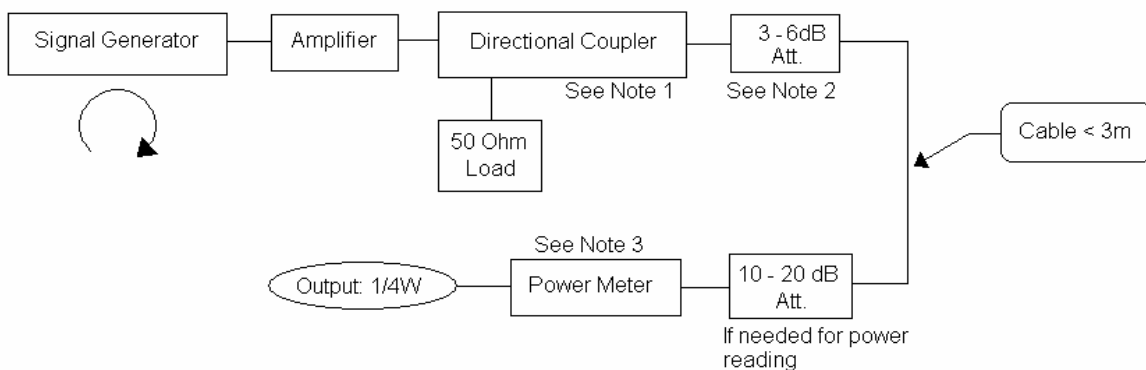 Signal Generator
Amplifier
Directional Coupler
3 - 6dB
Att.
See Note 1
See Note 2
50 Ohm
Load
Cable < 3m
See Note 3
Output: 1/4W
Power Meter
10 - 20 dB
Att.
If needed for power
reading